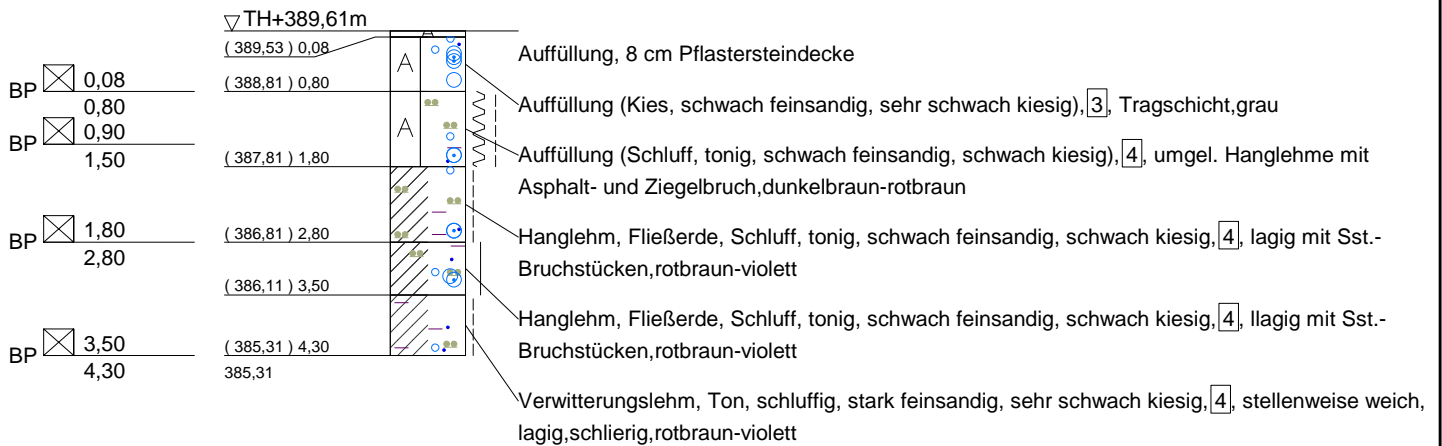 TH+389,61m
A
( 389,53 ) 0,08
Auffüllung, 8 cm Pflastersteindecke
A
BP 0,08
0,80
( 388,81 ) 0,80
Auffüllung (Kies, schwach feinsandig, sehr schwach kiesig), 3, Tragschicht,grau
BP 0,90
1,50
A
( 387,81 ) 1,80
Auffüllung (Schluff, tonig, schwach feinsandig, schwach kiesig), 4, umgel. Hanglehme mit
Asphalt- und Ziegelbruch,dunkelbraun-rotbraun
BP 1,80
2,80
( 386,81 ) 2,80
Hanglehm, Fließerde, Schluff, tonig, schwach feinsandig, schwach kiesig, 4, lagig mit Sst.-
Bruchstücken,rotbraun-violett
( 386,11 ) 3,50
Hanglehm, Fließerde, Schluff, tonig, schwach feinsandig, schwach kiesig, 4, llagig mit Sst.-
Bruchstücken,rotbraun-violett
BP 3,50
4,30
( 385,31 ) 4,30
385,31
Verwitterungslehm, Ton, schluffig, stark feinsandig, sehr schwach kiesig, 4, stellenweise weich,
lagig,schlierig,rotbraun-violett